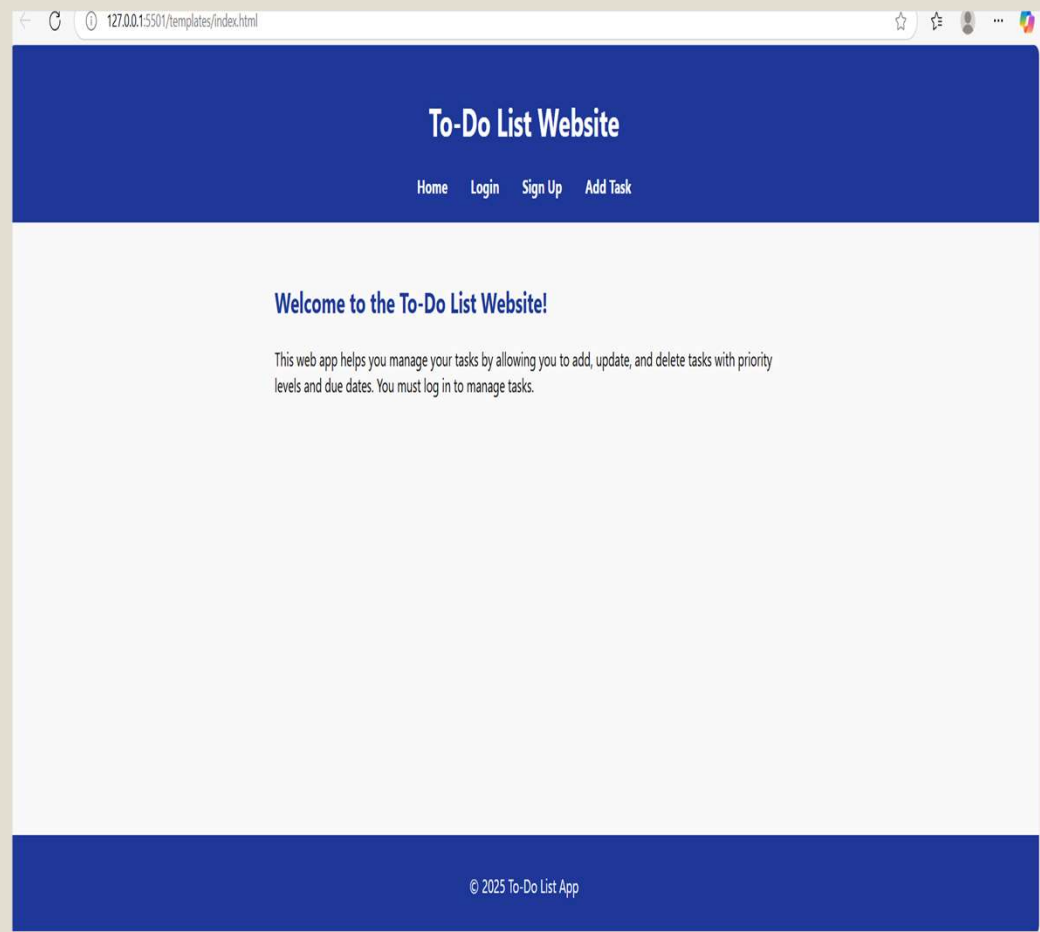 127.0.0.1:5501/templates/index.html
To-Do List Website
Home Login Sign Up Add Task
Welcome to the To-Do List Website!
This web app helps you manage your tasks by allowing you to add, update, and delete tasks with priority
levels and due dates. You must log in to manage tasks.
© 2025 To-Do List App